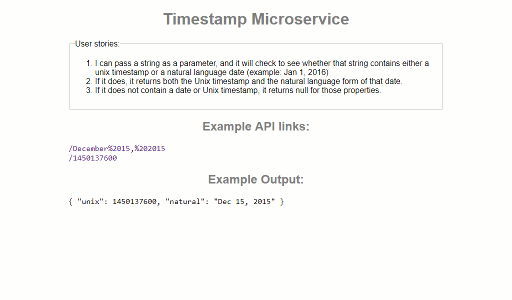 Timestamp Microservice
User stories:
1. I can pass a string as a parameter, and it will check to see whether that string contains either a
unix timestamp or a natural language date (example: Jan 1, 2016)
2. If it does, it returns both the Unix timestamp and the natural language form of that date.
3. If it does not contain a date or Unix timestamp, it returns null for those properties.
Example API links:
/December%2015,%202015
/1450137600
Example Output:
{ "unix": 1450137600, "natural": "Dec 15, 2015" }